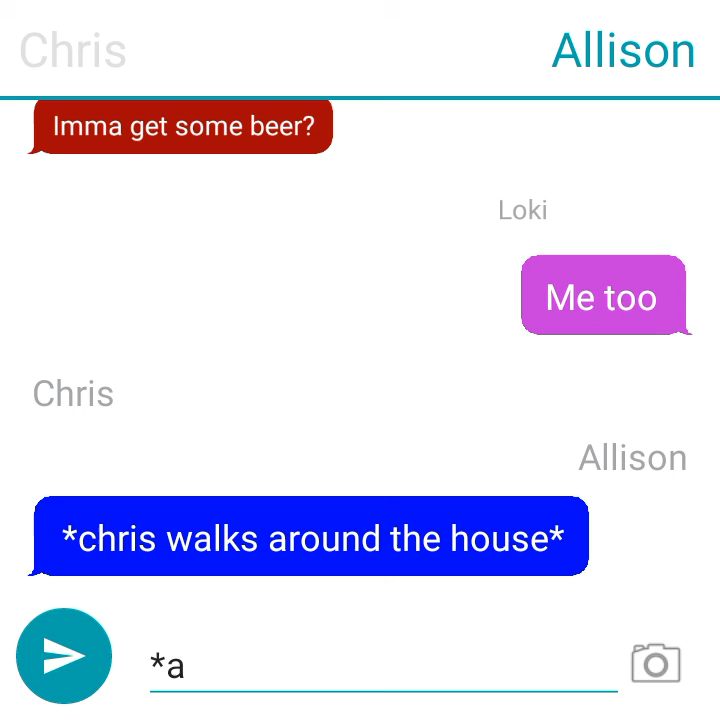 Chris
Allison
Imma get some beer?
Loki
Me too
Chris
Allison
*chris walks around the house*
*a